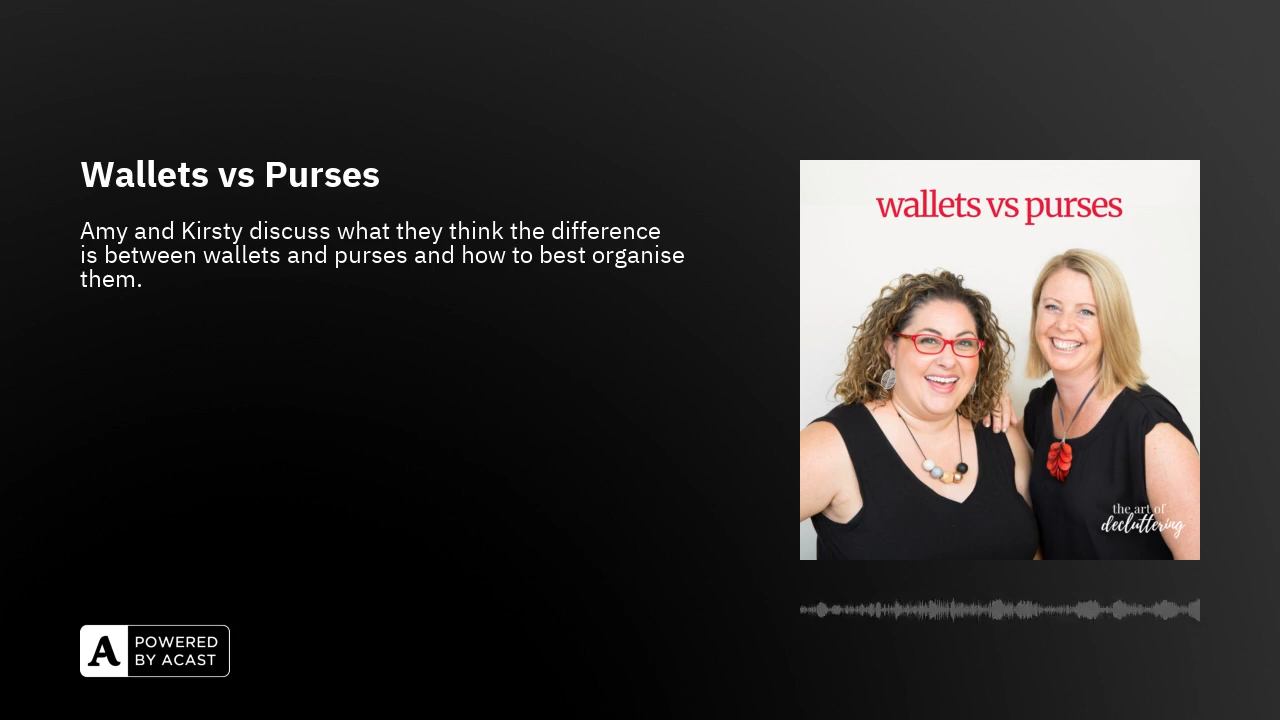 Wallets vs Purses
Amy and Kirsty discuss what they think the difference
is between wallets and purses and how to best organise
them.
wallets vs purses
the art of
decluttering
A POWERED
BY ACAST